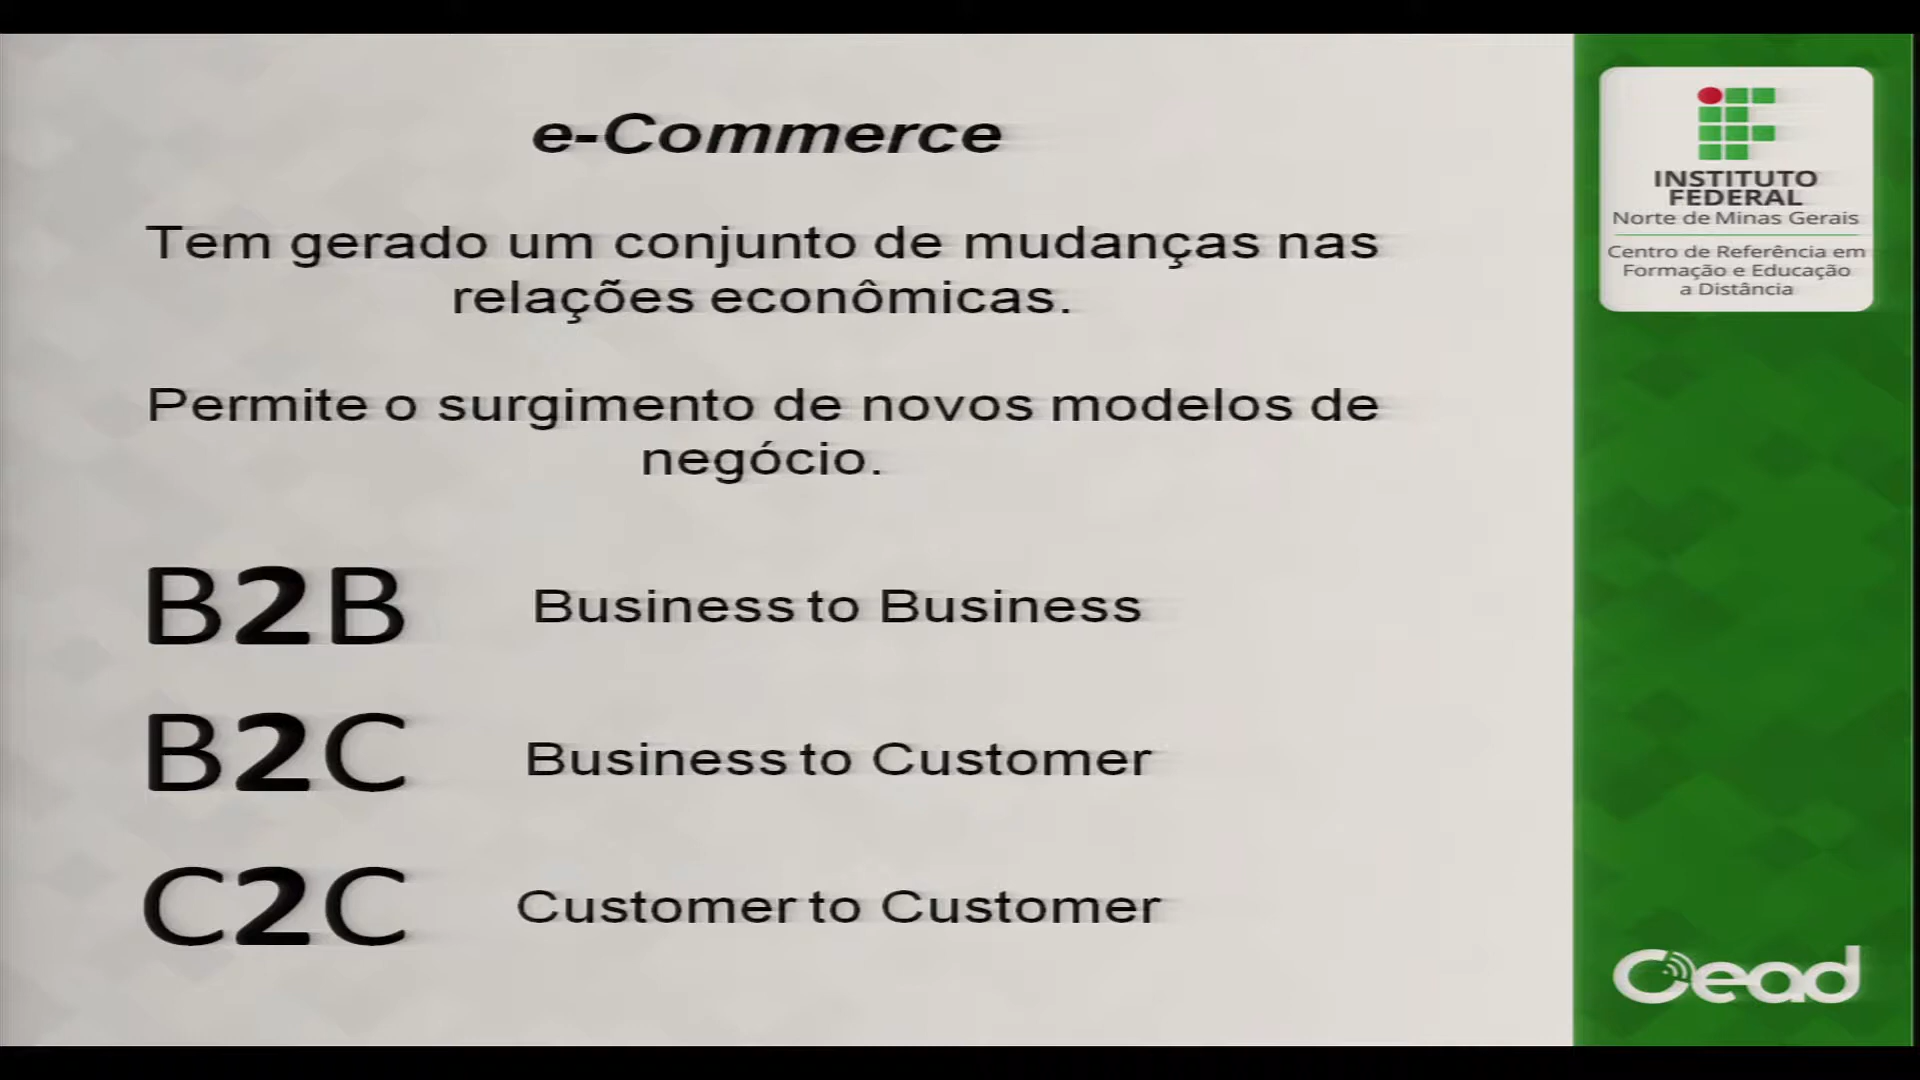 e-Commerce
Tem gerado um conjunto de mudanças nas
relações econômicas.
Permite o surgimento de novos modelos de
negócio.
B2B Business to Business
B2C Business to Customer
C2C Customer to Customer
INSTITUTO
FEDERAL
Norte de Minas Gerais
Centro de Referência em
Formação e Educação
a Distância
Cead